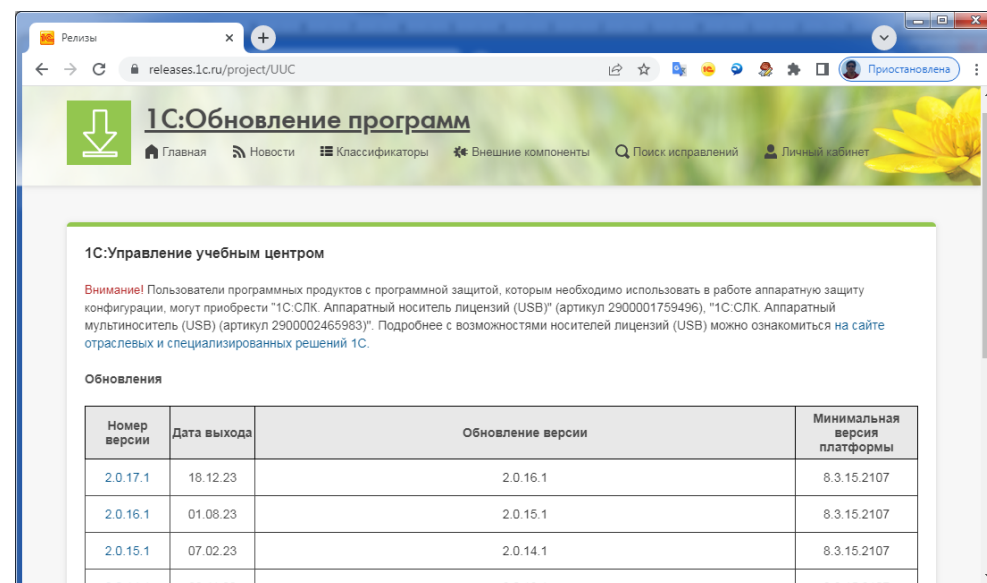 Релизы
releases.1c.ru/project/UUC
Приостановлена
1С:Обновление программ
Главная Новости Классификаторы Внешние компоненты Поиск исправлений Личный кабинет
1С:Управление учебным центром
Внимание! Пользователи программных продуктов с программной защитой, которым необходимо использовать в работе аппаратную защиту
конфигурации, могут приобрести "1С:СЛК. Аппаратный носитель лицензий (USB)" (артикул 2900001759496), "1С:СЛК. Аппаратный
мультиноситель (USB) (артикул 2900002465983)". Подробнее с возможностями носителей лицензий (USB) можно ознакомиться на сайте
отраслевых и специализированных решений 1С.
Обновления
Номер версии Дата выхода Обновление версии Минимальная версия платформы
2.0.17.1 18.12.23 2.0.16.1 8.3.15.2107
2.0.16.1 01.08.23 2.0.15.1 8.3.15.2107
2.0.15.1 07.02.23 2.0.14.1 8.3.15.2107